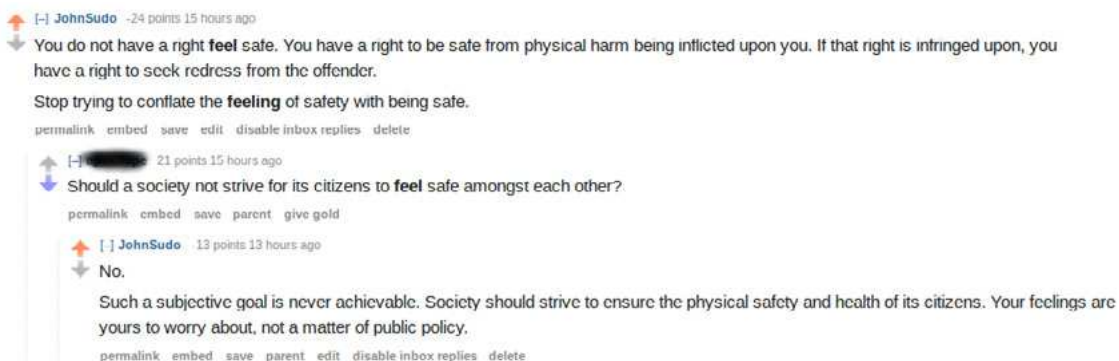 [–] JohnSudo -24 points 15 hours ago
You do not have a right feel safe. You have a right to be safe from physical harm being inflicted upon you. If that right is infringed upon, you
have a right to seek redress from the offender.
Stop trying to conflate the feeling of safety with being safe.
permalink embed save edit disable inbox replies delete
[–] 21 points 15 hours ago
Should a society not strive for its citizens to feel safe amongst each other?
permalink embed save parent give gold
[–] JohnSudo 13 points 13 hours ago
No.
Such a subjective goal is never achievable. Society should strive to ensure the physical safety and health of its citizens. Your feelings are
yours to worry about, not a matter of public policy.
permalink embed save parent edit disable inbox replies delete